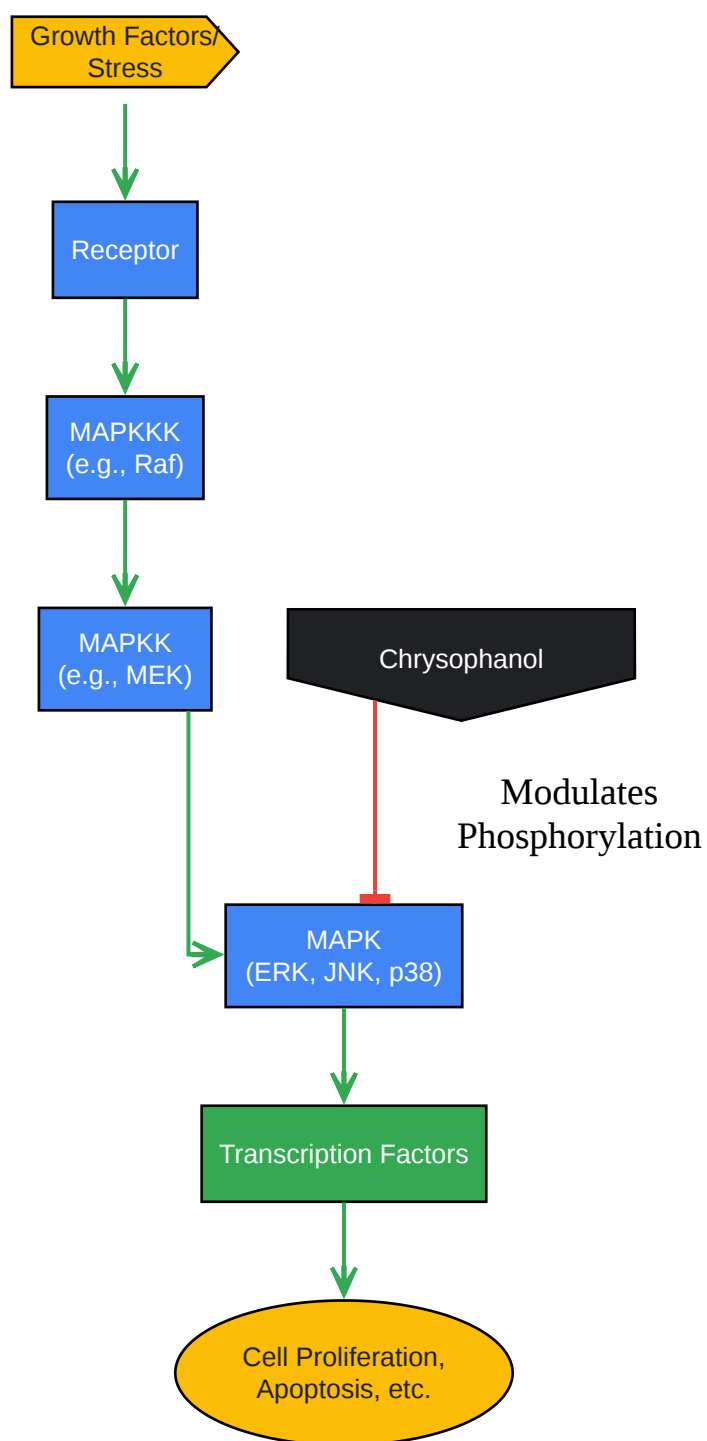 Growth Factors/
Stress
Receptor
MAPKKK
(e.g., Raf)
MAPKK
(e.g., MEK)
Chrysophanol
Modulates
Phosphorylation
MAPK
(ERK, JNK, p38)
Transcription Factors
Cell Proliferation,
Apoptosis, etc.